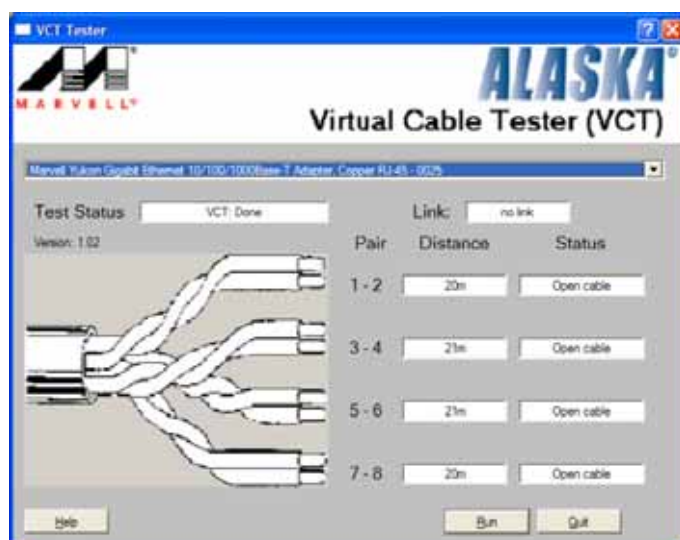 VCT Tester
MARVELL®
ALASKA®
Virtual Cable Tester (VCT)
Marvell Yukon Gigabit Ethernet 10/100/1000Base-T Adapter, Copper RJ-45 - 0025
Test Status VCT: Done Link: no link
Version: 1.02 Pair Distance Status
1 - 2 20m Open cable
3 - 4 21m Open cable
5 - 6 21m Open cable
7 - 8 20m Open cable
Help Run Quit